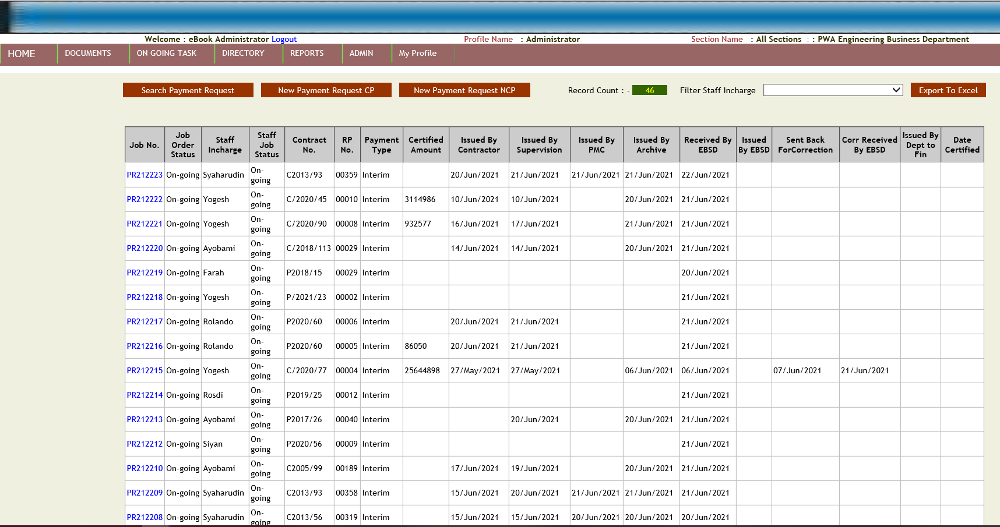 Welcome : eBook Administrator Logout Profile Name : Administrator Section Name : All Sections : : PWA Engineering Business Department
HOME DOCUMENTS ON GOING TASK DIRECTORY REPORTS ADMIN My Profile
Search Payment Request New Payment Request CP New Payment Request NCP Record Count : - 46 Filter Staff Incharge Export To Excel
Job No. Job Order Status Staff Incharge Staff Job Status Contract No. RP No. Payment Type Certified Amount Issued By Contractor Issued By Supervision Issued By PMC Issued By Archive Received By EBSD Issued By EBSD Sent Back ForCorrection Corr Received By EBSD Issued By Dept to Fin Date Certified
PR212223 On-going Syaharudin On-going C2013/93 00359 Interim 20/Jun/2021 21/Jun/2021 21/Jun/2021 21/Jun/2021 22/Jun/2021
PR212222 On-going Yogesh On-going C/2020/45 00010 Interim 3114986 10/Jun/2021 10/Jun/2021 20/Jun/2021 21/Jun/2021
PR212221 On-going Yogesh On-going C/2020/90 00008 Interim 932577 16/Jun/2021 17/Jun/2021 21/Jun/2021 21/Jun/2021
PR212220 On-going Ayobami On-going C/2018/113 00029 Interim 14/Jun/2021 14/Jun/2021 20/Jun/2021 21/Jun/2021
PR212219 On-going Farah On-going P2018/15 00029 Interim 20/Jun/2021
PR212218 On-going Yogesh On-going P/2021/23 00002 Interim 21/Jun/2021
PR212217 On-going Rolando On-going P2020/60 00006 Interim 20/Jun/2021 21/Jun/2021 21/Jun/2021
PR212216 On-going Rolando On-going P2020/60 00005 Interim 86050 20/Jun/2021 21/Jun/2021 21/Jun/2021
PR212215 On-going Yogesh On-going C/2020/77 00004 Interim 25644898 27/May/2021 27/May/2021 06/Jun/2021 06/Jun/2021 07/Jun/2021 21/Jun/2021
PR212214 On-going Rosdi On-going P2019/25 00012 Interim 21/Jun/2021
PR212213 On-going Ayobami On-going P2017/26 00040 Interim 20/Jun/2021 20/Jun/2021 21/Jun/2021
PR212212 On-going Siyan On-going P2020/56 00009 Interim 21/Jun/2021
PR212210 On-going Ayobami On-going C2005/99 00189 Interim 17/Jun/2021 19/Jun/2021 20/Jun/2021 21/Jun/2021
PR212209 On-going Syaharudin On-going C2013/93 00358 Interim 15/Jun/2021 20/Jun/2021 21/Jun/2021 21/Jun/2021 21/Jun/2021
PR212208 On-going Syaharudin On-going C2013/56 00319 Interim 15/Jun/2021 15/Jun/2021 20/Jun/2021 20/Jun/2021 20/Jun/2021